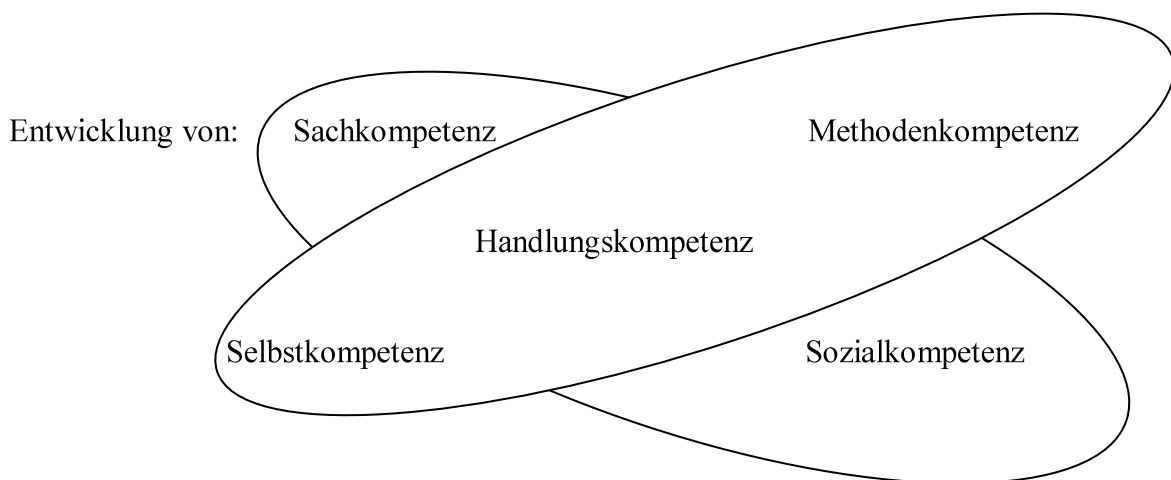 Entwicklung von: Sachkompetenz Methodenkompetenz
Handlungskompetenz
Selbstkompetenz Sozialkompetenz